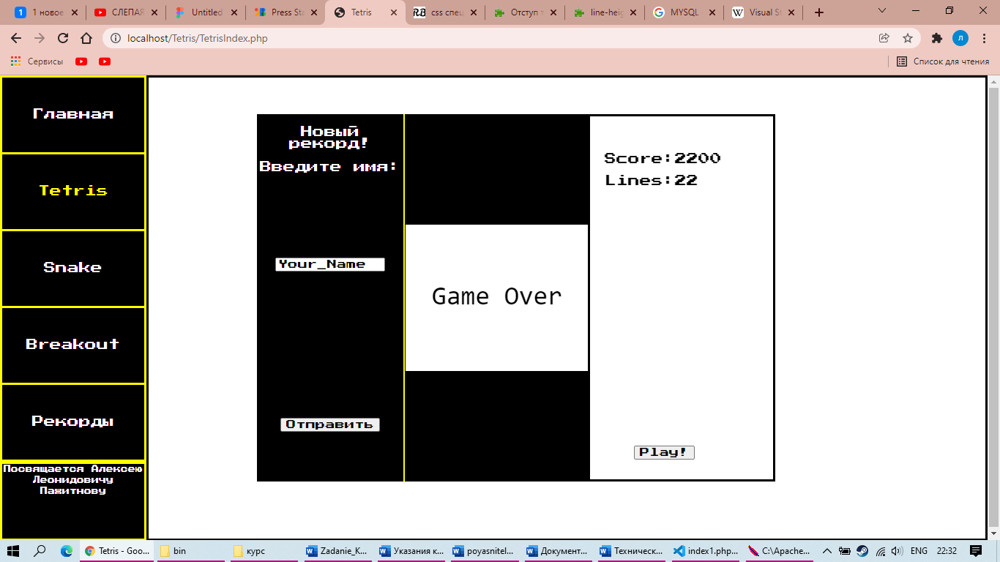 1 новое
СЛЕПАЯ
Untitled
Press Sta
Tetris
css спец
Отступ т
line-heig
MYSQL
Visual St
localhost/Tetris/TetrisIndex.php
Л
Сервисы
Список для чтения
Главная
Tetris
Snake
Breakout
Рекорды
Посвящается Алексею
Леонидовичу
Пажитнову
Новый
рекорд!
Введите имя:
Your_Name
Отправить
Game Over
Score:2200
Lines:22
Play!
Tetris - Goo...
bin
курс
Zadanie_K...
Указания к...
poyasnitel...
Документ...
Техническ...
index1.php...
C:\Apache...
ENG
22:32